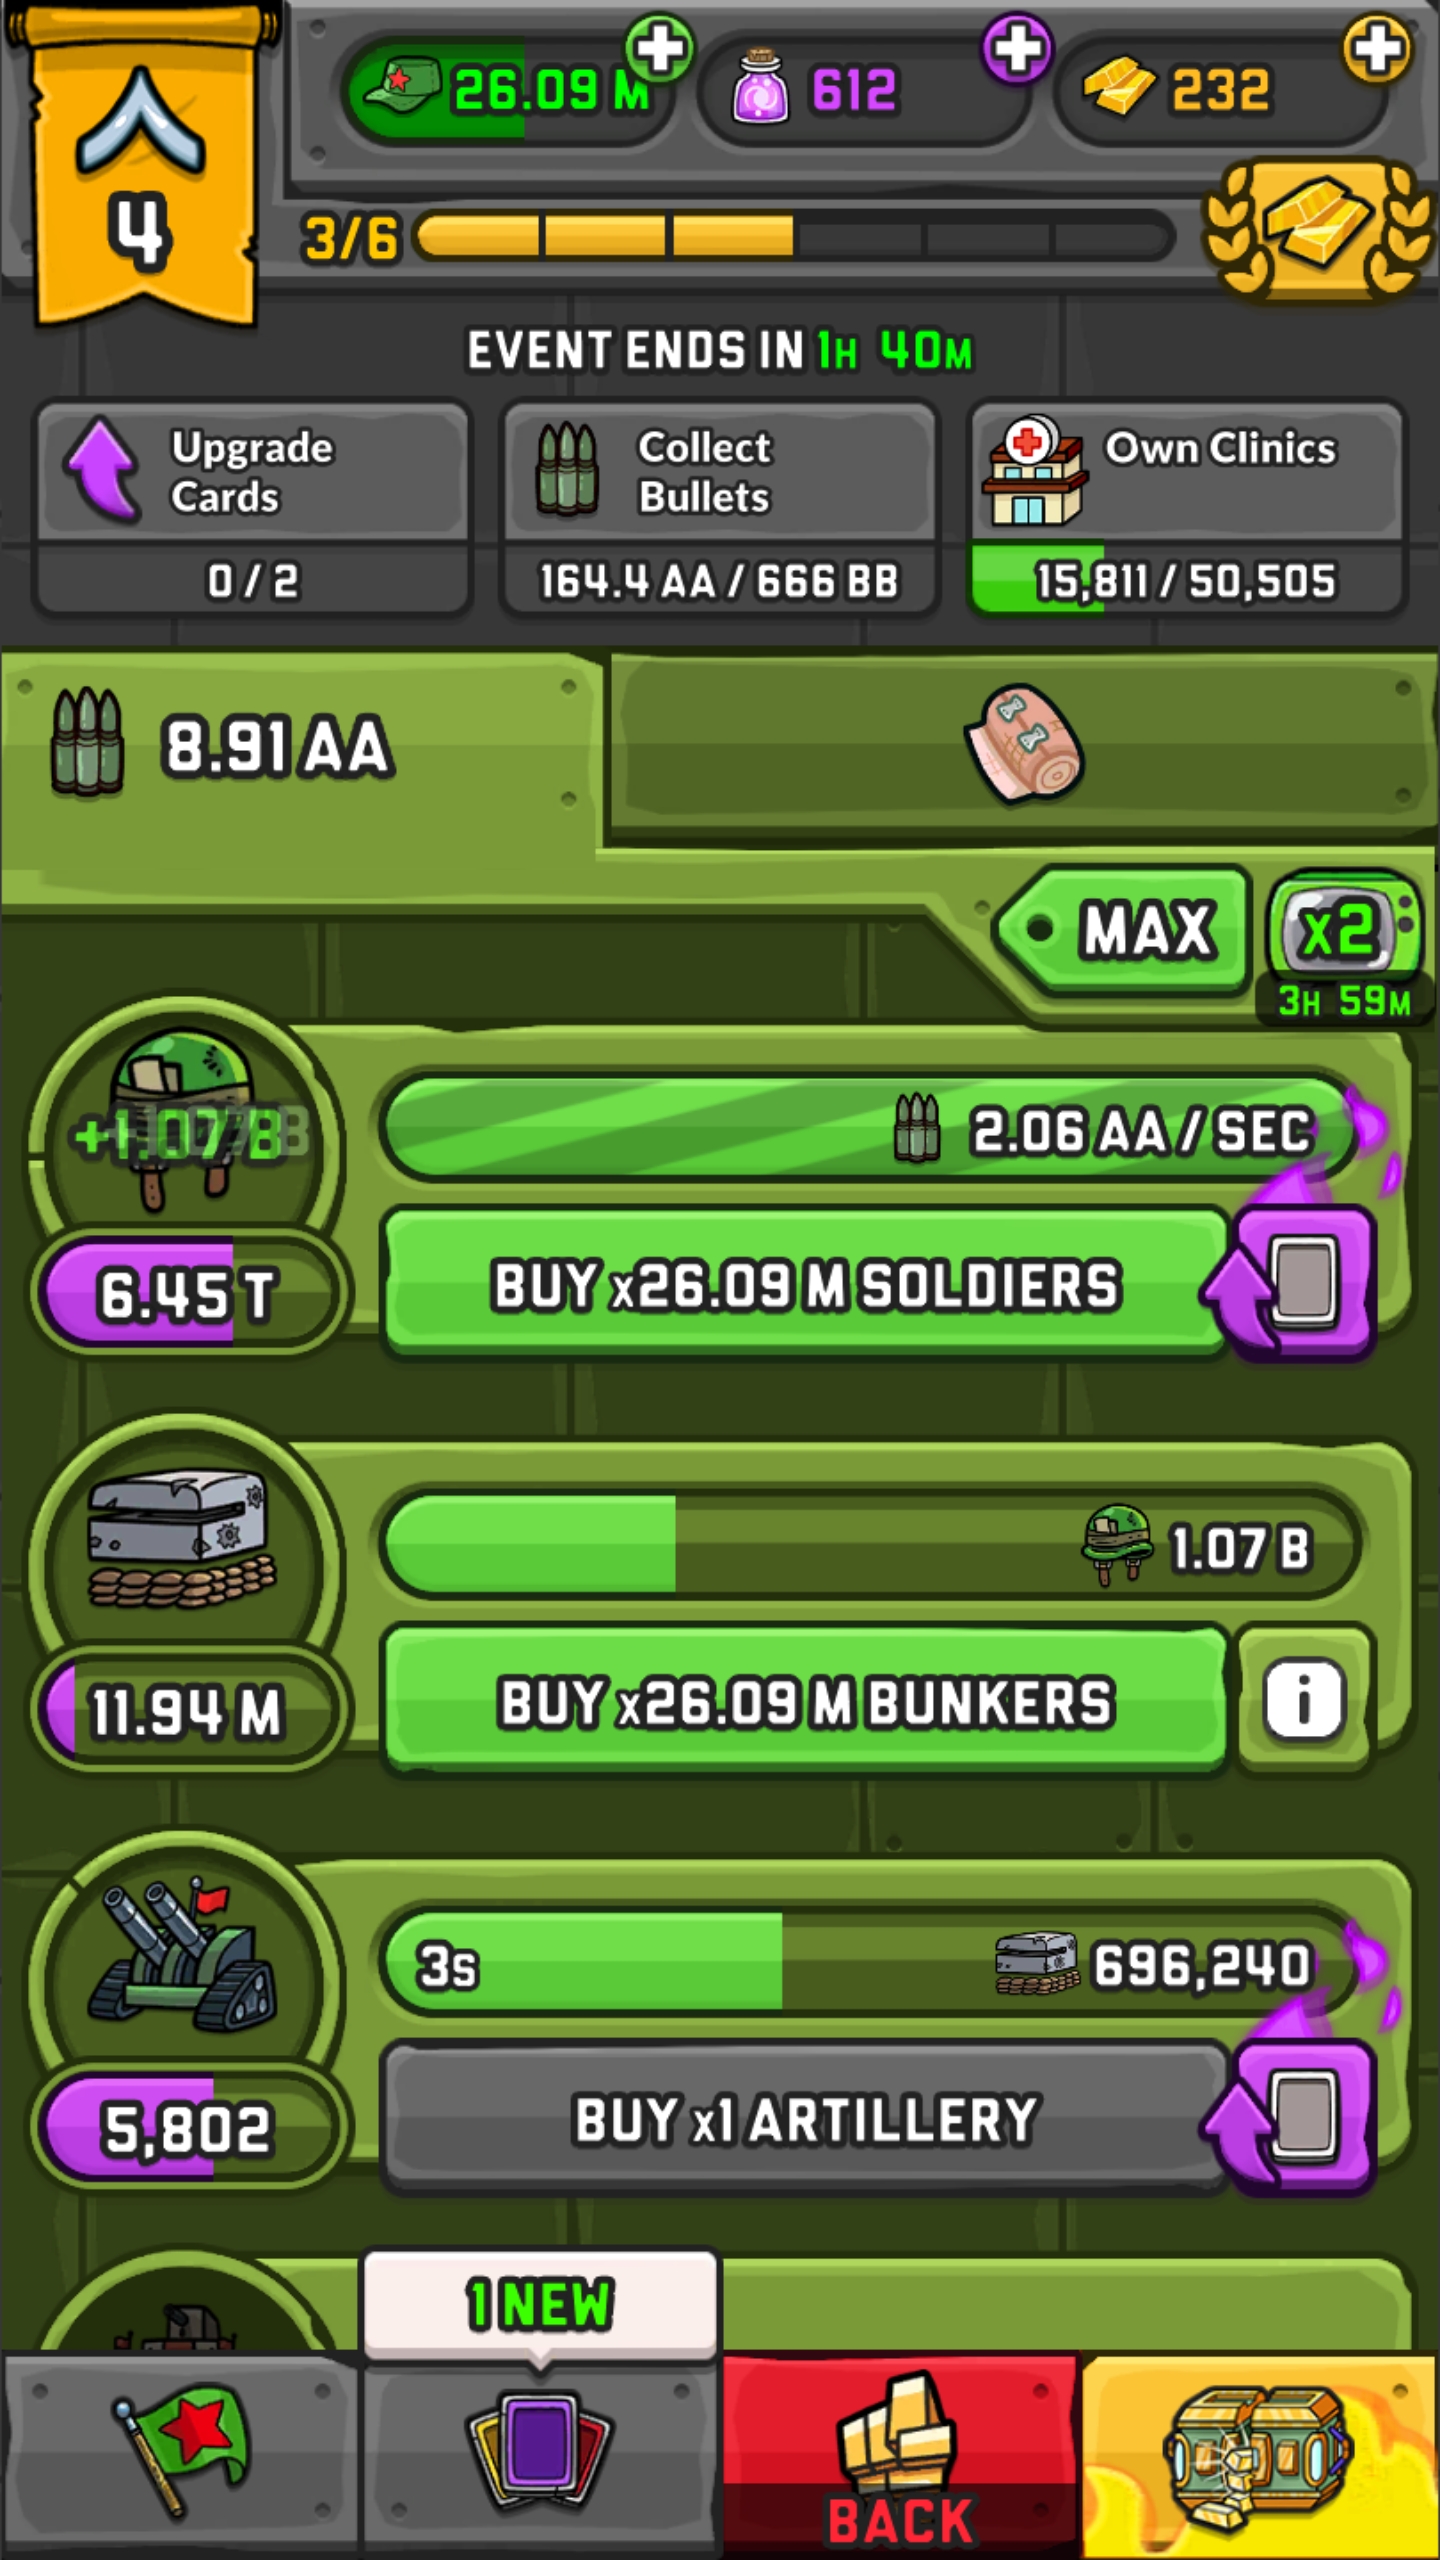 26.09 M
612
232
4
3/6
EVENT ENDS IN 1H 40M
Upgrade
Cards
Collect
Bullets
Own Clinics
0 / 2
164.4 AA / 666 BB
15,811 / 50,505
8.91 AA
MAX
x2
3H 59M
+1.07 B
2.06 AA / SEC
6.45 T
BUY x26.09 M SOLDIERS
1.07 B
11.94 M
BUY x26.09 M BUNKERS
i
3s
696,240
5,802
BUY x1 ARTILLERY
1 NEW
BACK